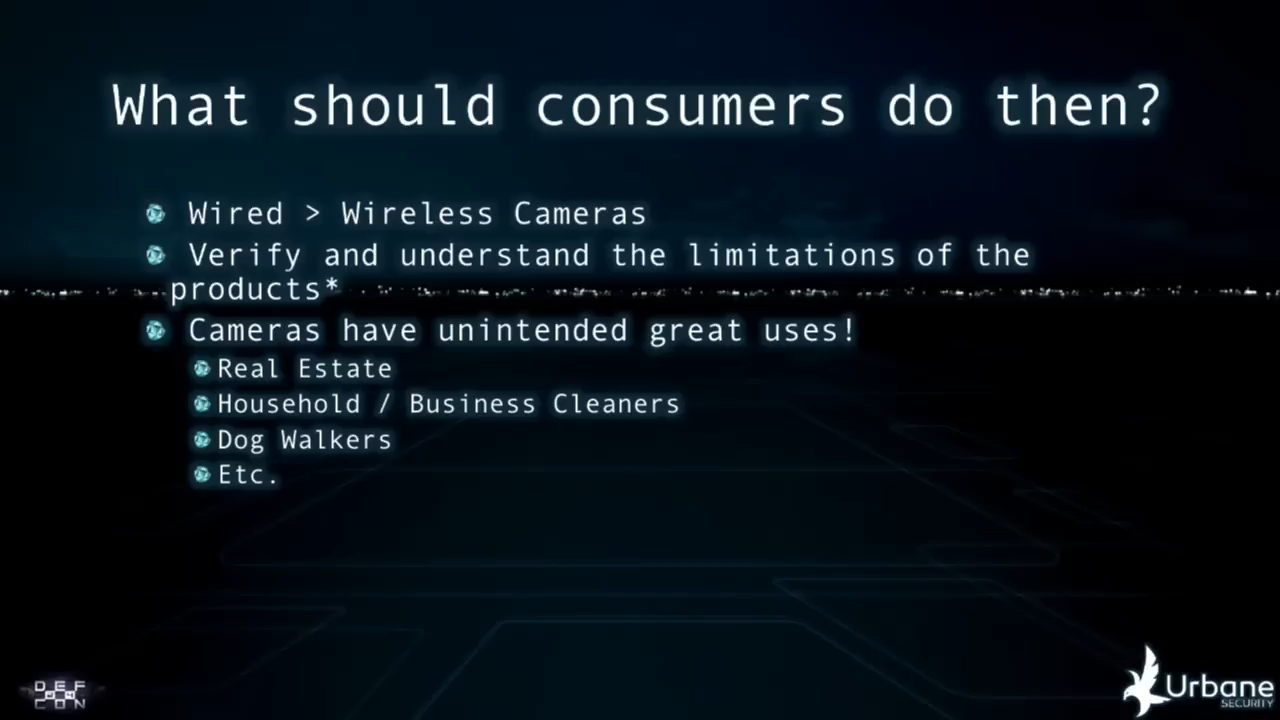 What should consumers do then?
Wired > Wireless Cameras
Verify and understand the limitations of the
products*
Cameras have unintended great uses!
Real Estate
Household / Business Cleaners
Dog Walkers
Etc.
DEF
CON
Urbane
SECURITY